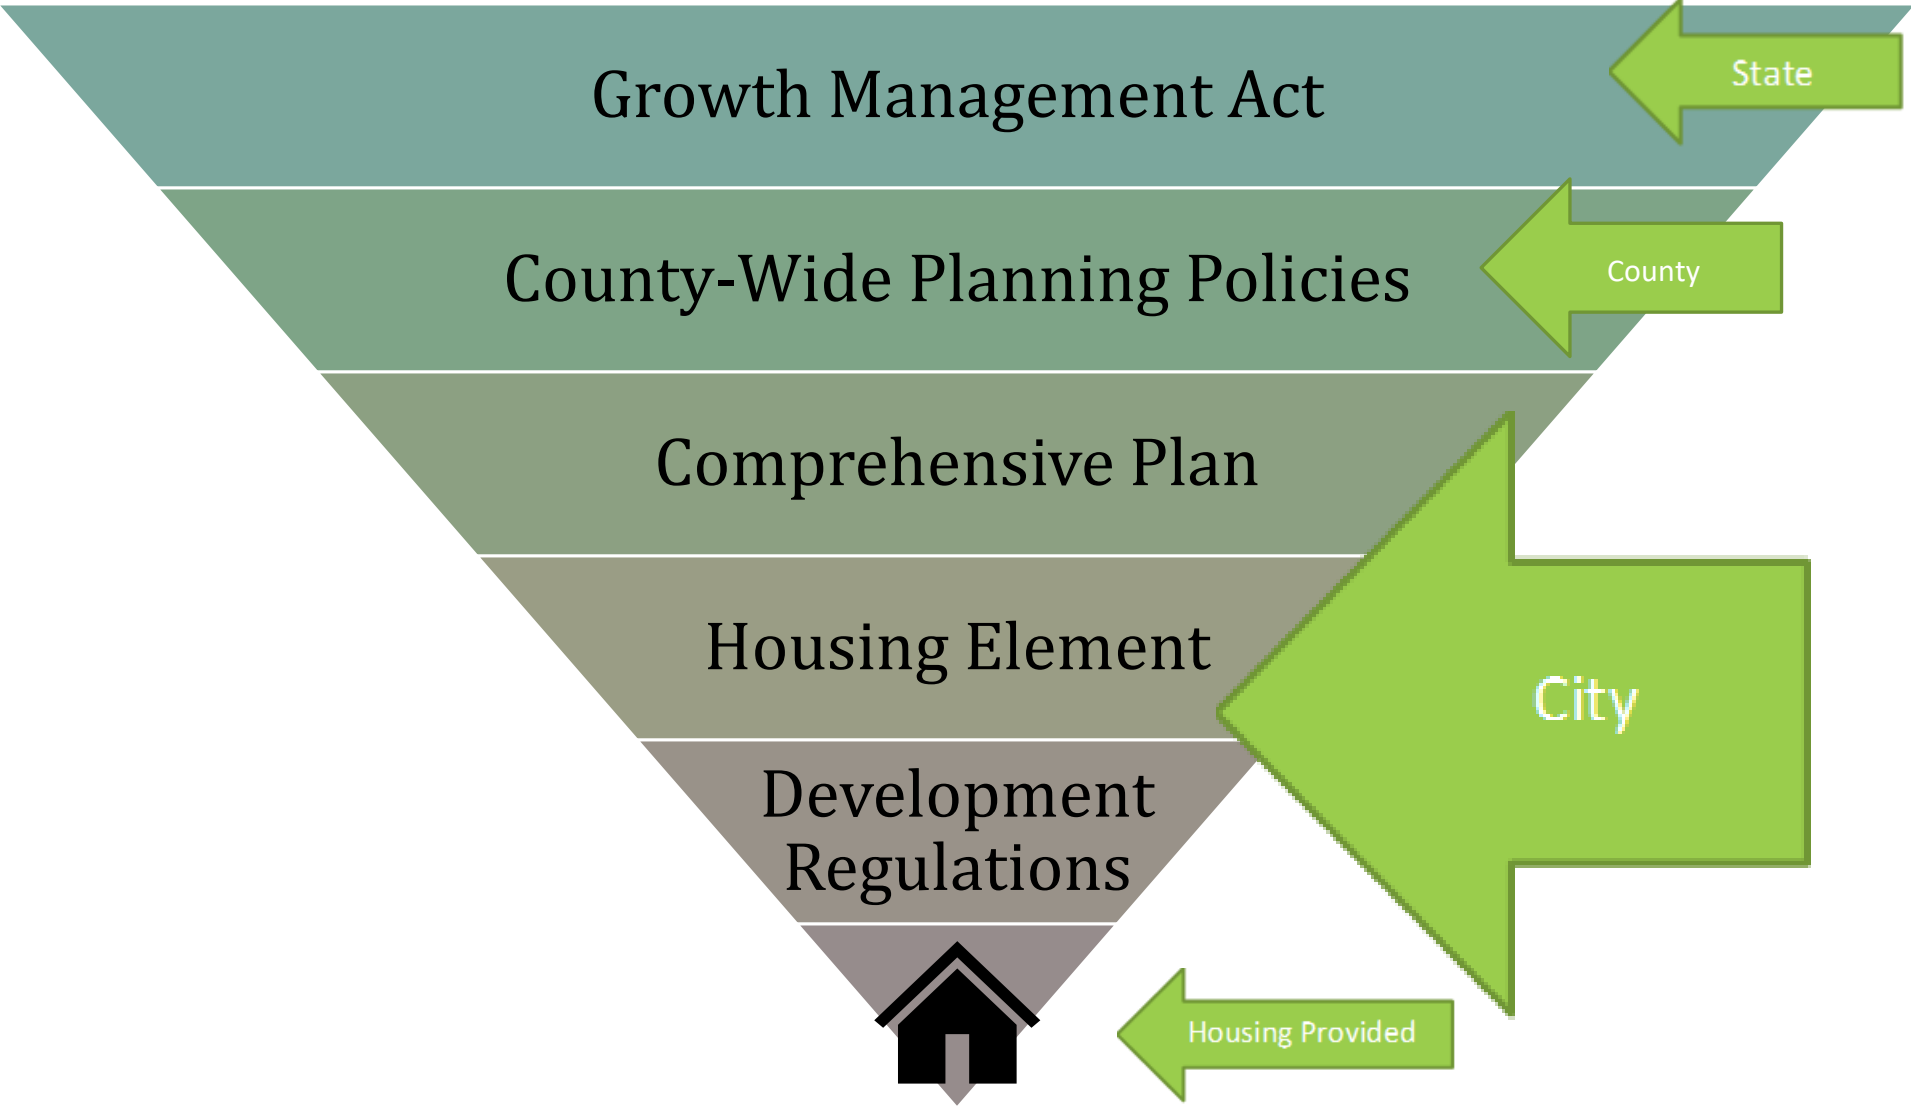 Growth Management Act
State
County-Wide Planning Policies
County
Comprehensive Plan
Housing Element
City
Development
Regulations
Housing Provided